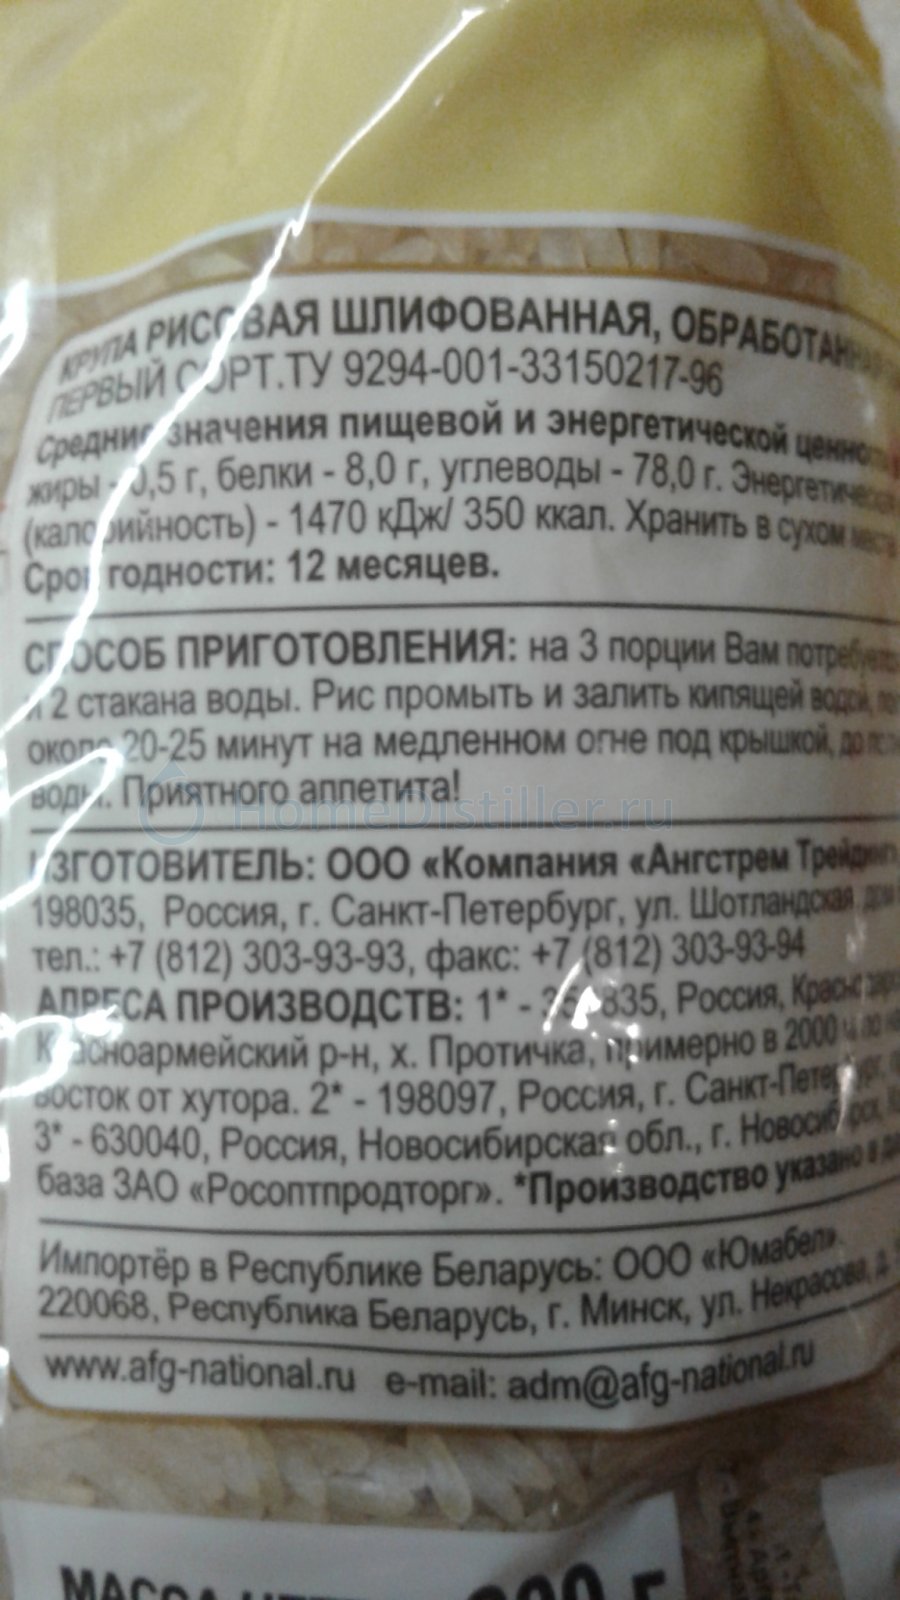 КРУПА РИСОВАЯ ШЛИФОВАННАЯ, ОБРАБОТАННАЯ
ПЕРВЫЙ СОРТ.ТУ 9294-001-33150217-96
Средние значения пищевой и энергетической
жиры - 0,5 г, белки - 8,0 г, углеводы - 78,0 г.
(калорийность) - 1470 кДж/ 350 ккал. Хранить в сухом месте
Срок годности: 12 месяцев.
СПОСОБ ПРИГОТОВЛЕНИЯ: на 3 порции Вам
и 2 стакана воды. Рис промыть и залить кипящей водой,
около 20-25 минут на медленном огне под крышкой, до
воды. Приятного аппетита!
HomeDistiller.ru
ИЗГОТОВИТЕЛЬ: ООО «Компания «Ангстрем Трейдинг
198035, Россия, г. Санкт-Петербург, ул. Шотландская, дом
тел.: +7 (812) 303-93-93, факс: +7 (812) 303-93-94
АДРЕСА ПРОИЗВОДСТВ: 1* - Россия,
Красноармейский р-н, х. Протичка, примерно в 2000 м по
восток от хутора. 2* - 198097, Россия, г. Санкт-Петербург,
3* - 630040, Россия, Новосибирская обл., г. Новосибирск,
база ЗАО «Росоптпродторг». *Производство указано в
Импортёр в Республике Беларусь: ООО «Юмабел».
220068, Республика Беларусь, г. Минск, ул. Некрасова, д.
www.afg-national.ru e-mail: adm@afg-national.ru
МАССА